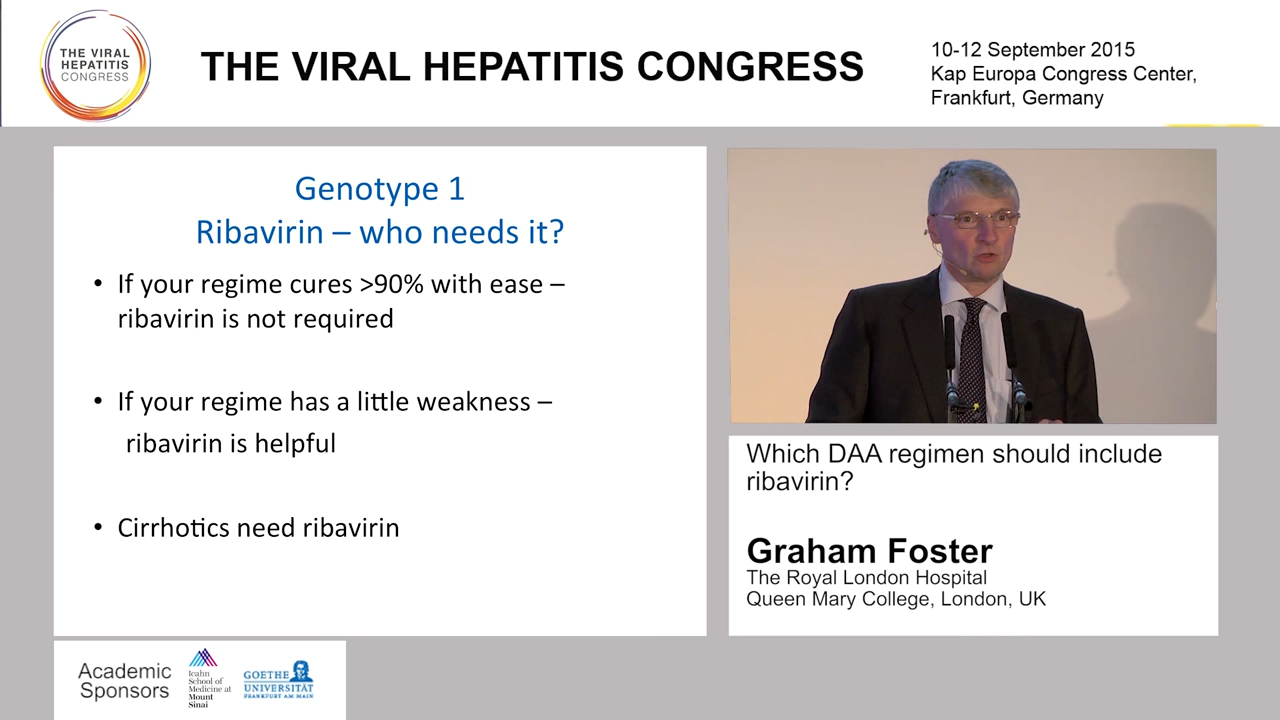 THE VIRAL
HEPATITIS
CONGRESS
THE VIRAL HEPATITIS CONGRESS
10-12 September 2015
Kap Europa Congress Center,
Frankfurt, Germany
Genotype 1
Ribavirin – who needs it?
• If your regime cures >90% with ease –
ribavirin is not required
• If your regime has a little weakness –
ribavirin is helpful
• Cirrhotics need ribavirin
Which DAA regimen should include
ribavirin?
Graham Foster
The Royal London Hospital
Queen Mary College, London, UK
Academic
Sponsors
Icahn
School of
Medicine at
Mount
Sinai
GOETHE
UNIVERSITÄT
FRANKFURT AM MAIN